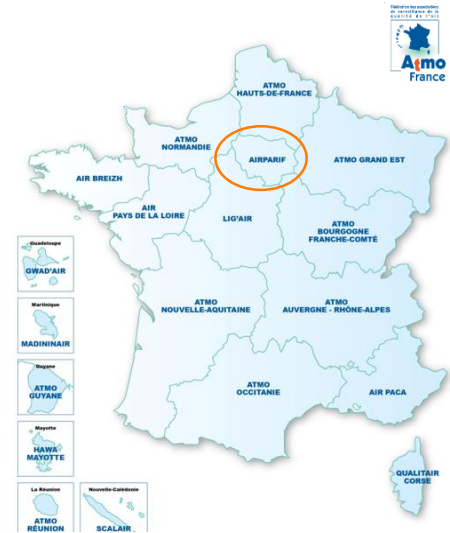 Fédération des associations
de surveillance de la
qualité de l'air
Atmo
France
ATMO
HAUTS-DE-FRANCE
ATMO
NORMANDIE
AIRPARIF
ATMO GRAND EST
AIR BREIZH
AIR
PAYS DE LA LOIRE
LIG'AIR
ATMO
BOURGOGNE
FRANCHE-COMTÉ
Guadeloupe
GWAD'AIR
Martinique
MADININAIR
ATMO
NOUVELLE-AQUITAINE
ATMO
AUVERGNE - RHÔNE-ALPES
Guyane
ATMO
GUYANE
ATMO
OCCITANIE
AIR PACA
Mayotte
HAWA
MAYOTTE
QUALITAIR
CORSE
La Réunion
ATMO
RÉUNION
Nouvelle-Calédonie
SCALAIR